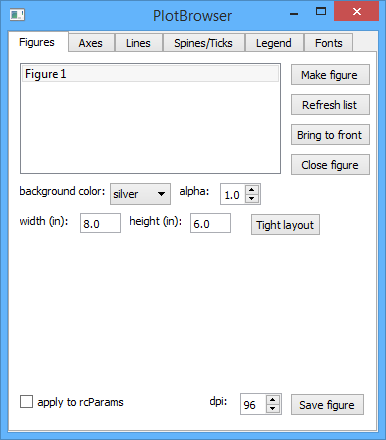 PlotBrowser
Figures Axes Lines Spines/Ticks Legend Fonts
Figure 1
Make figure
Refresh list
Bring to front
Close figure
background color: silver alpha: 1.0
width (in): 8.0 height (in): 6.0 Tight layout
apply to rcParams dpi: 96 Save figure